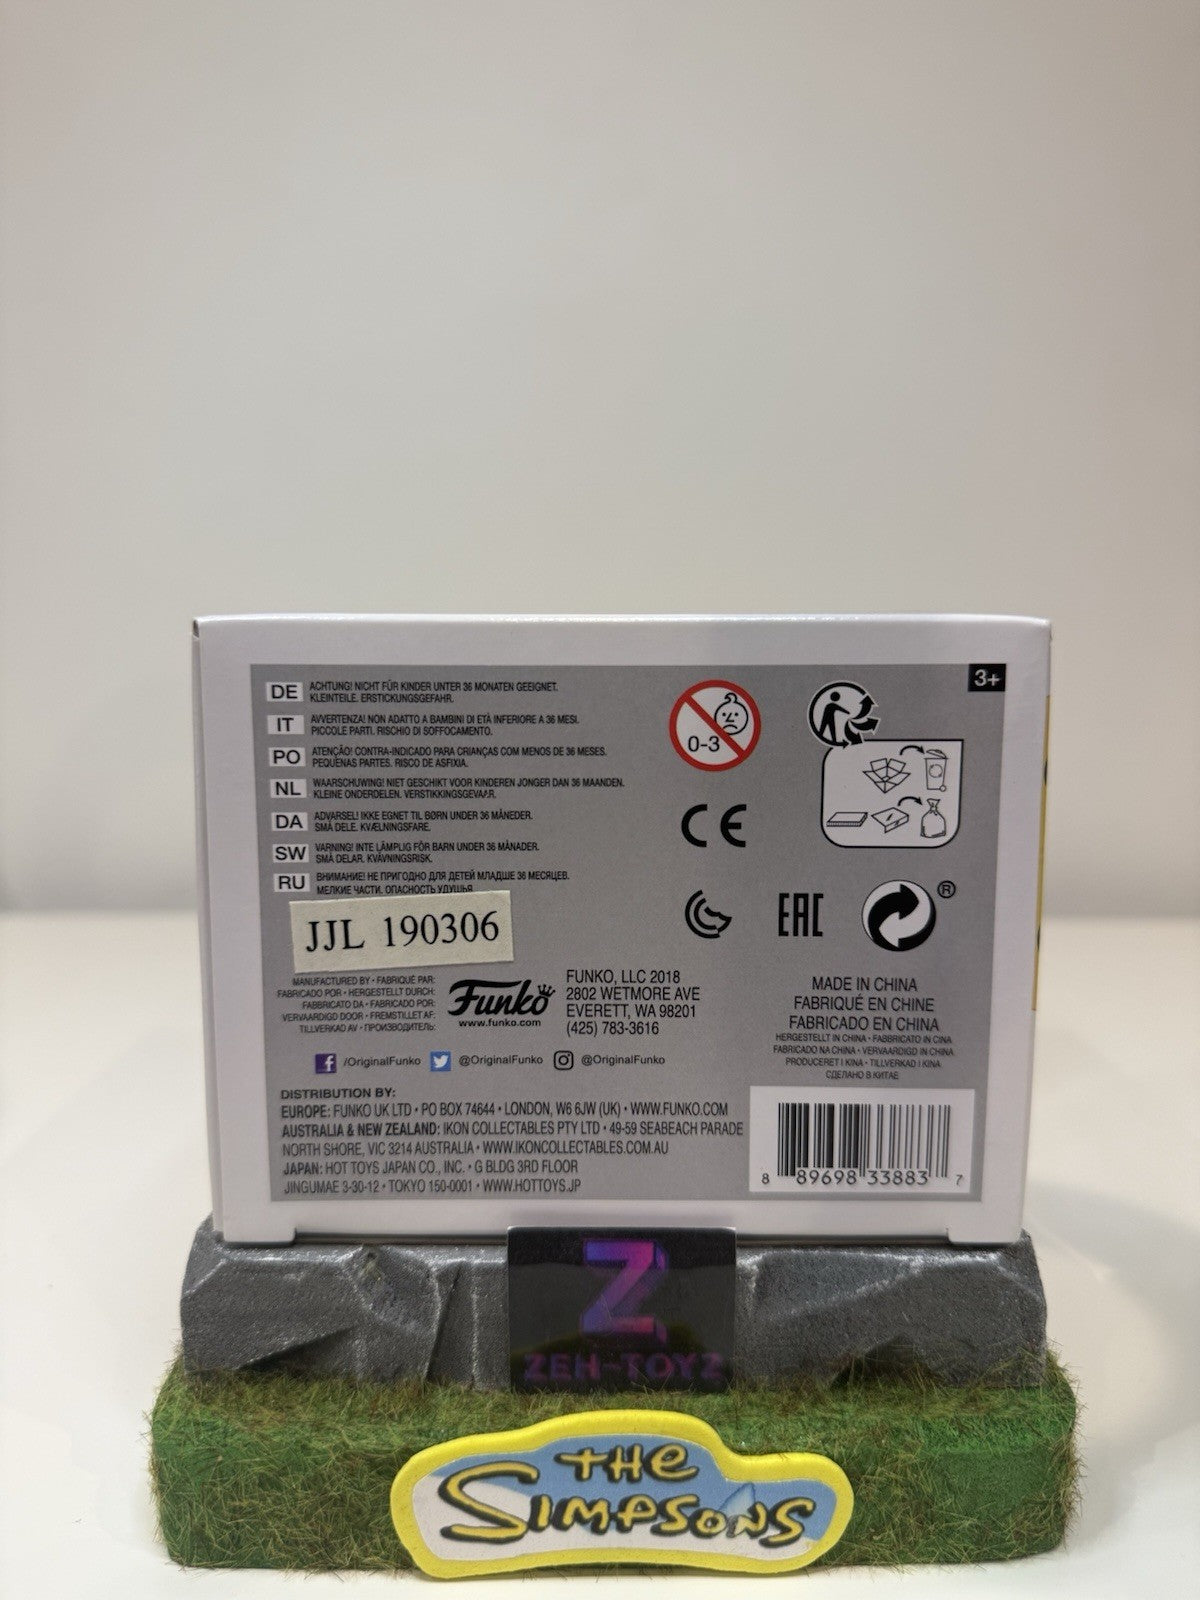 3+
DE ACHTUNG! NICHT FÜR KINDER UNTER 36 MONATEN GEEIGNET.
KLEINTEILE. ERSTICKUNGSGEFAHR.
IT AVVERTENZA! NON ADATTO A BAMBINI DI ETÀ INFERIORE A 36 MESI.
PICCOLE PARTI. RISCHIO DI SOFFOCAMENTO.
PO ATENÇÃO! CONTRA-INDICADO PARA CRIANÇAS COM MENOS DE 36 MESES.
PEQUENAS PARTES. RISCO DE ASFIXIA.
NL WAARSCHUWING! NIET GESCHIKT VOOR KINDEREN JONGER DAN 36 MAANDEN.
KLEINE ONDERDELEN. VERSTIKKINGSGEVAAR.
DA ADVARSEL! IKKE EGNET TIL BØRN UNDER 36 MÅNEDER.
SMÅ DELE. KVÆLNINGSFARE.
SW VARNING! INTE LÄMPLIG FÖR BARN UNDER 36 MÅNADER.
SMÅ DELAR. KVÄVNINGSRISK.
RU ВНИМАНИЕ! НЕ ПРИГОДНО ДЛЯ ДЕТЕЙ МЛАДШЕ 36 МЕСЯЦЕВ.
МЕЛКИЕ ЧАСТИ. ОПАСНОСТЬ УДУШЬЯ
0-3
CE
EAC
®
JJL 190306
MANUFACTURED BY • FABRIQUÉ PAR:
FABRICADO POR • HERGESTELLT DURCH:
FABBRICATO DA • FABRICADO POR:
VERVAARDIGD DOOR • FREMSTILLET AF:
TILLVERKAD AV • ПРОИЗВОДИТЕЛЬ:
Funko
www.funko.com
FUNKO, LLC 2018
2802 WETMORE AVE
EVERETT, WA 98201
(425) 783-3616
MADE IN CHINA
FABRIQUÉ EN CHINE
FABRICADO EN CHINA
HERGESTELLT IN CHINA • FABBRICATO IN CINA
FABRICADO NA CHINA • VERVAARDIGD IN CHINA
PRODUCERET I KINA • TILLVERKAD I KINA
СДЕЛАНО В КИТАЕ
f /OriginalFunko @OriginalFunko @OriginalFunko
DISTRIBUTION BY:
EUROPE: FUNKO UK LTD • PO BOX 74644 • LONDON, W6 6JW (UK) • WWW.FUNKO.COM
AUSTRALIA & NEW ZEALAND: IKON COLLECTABLES PTY LTD • 49-59 SEABEACH PARADE
NORTH SHORE, VIC 3214 AUSTRALIA • WWW.IKONCOLLECTABLES.COM.AU
JAPAN: HOT TOYS JAPAN CO., INC. • G BLDG 3RD FLOOR
JINGUMAE 3-30-12 • TOKYO 150-0001 • WWW.HOTTOYS.JP
8 89698 33883 7
Z
ZEH-TOYZ
THE
SIMPSONS